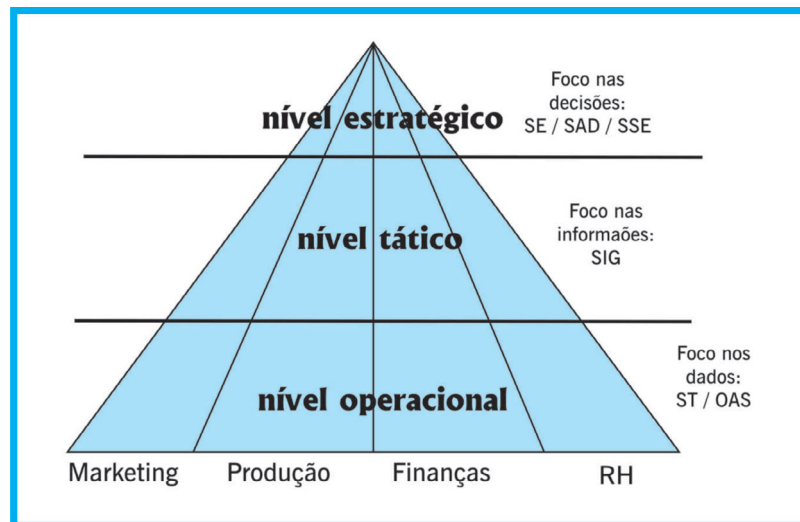 nível estratégico
Foco nas
decisões:
SE / SAD / SSE
nível tático
Foco nas
informaões:
SIG
nível operacional
Foco nos
dados:
ST / OAS
Marketing
Produção
Finanças
RH